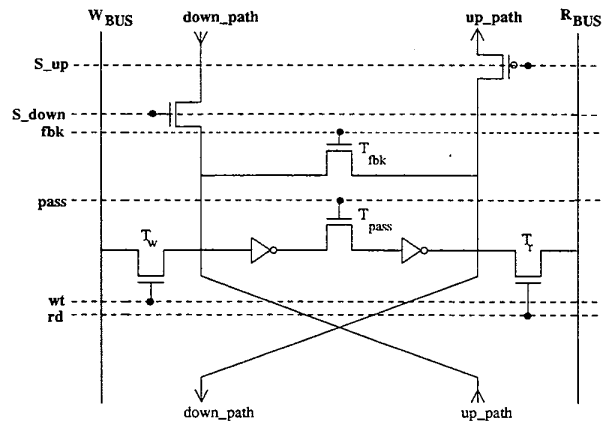 W_BUS down_path up_path R_BUS
S_up
S_down
fbk
T_fbk
pass
T_pass
T_w
T_r
wt
rd
down_path up_path